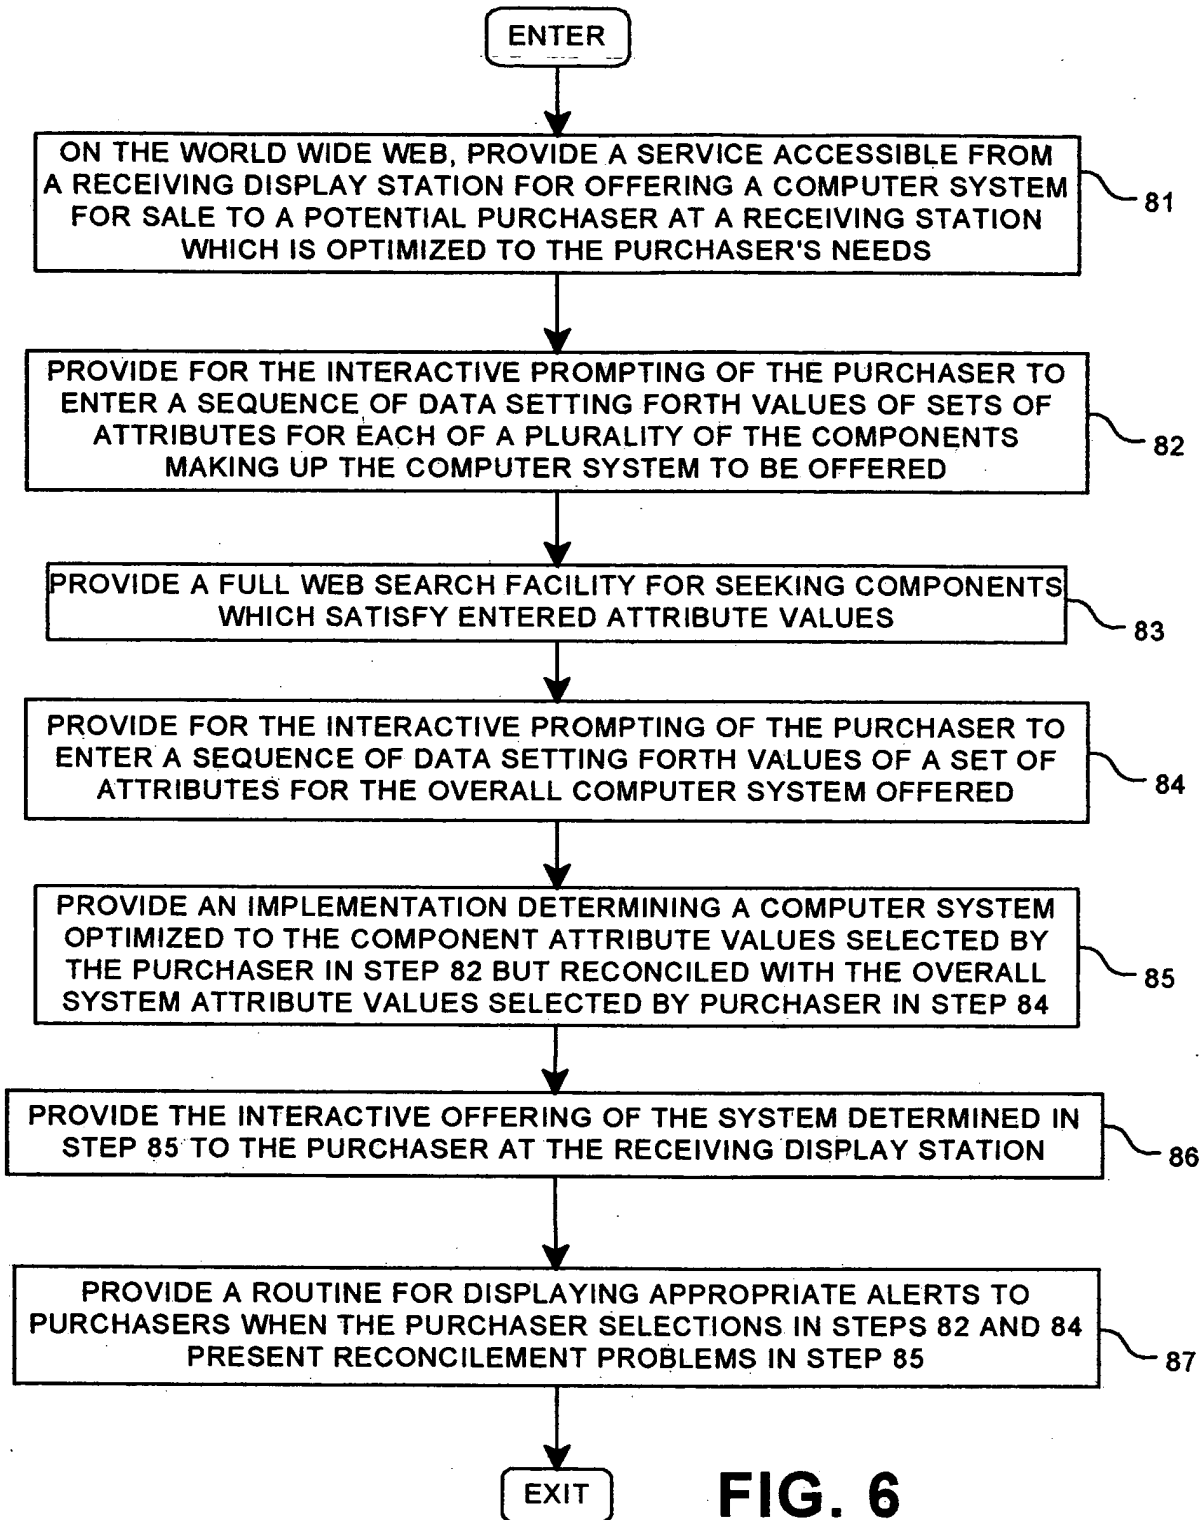 ENTER
ON THE WORLD WIDE WEB, PROVIDE A SERVICE ACCESSIBLE FROM
A RECEIVING DISPLAY STATION FOR OFFERING A COMPUTER SYSTEM
FOR SALE TO A POTENTIAL PURCHASER AT A RECEIVING STATION
WHICH IS OPTIMIZED TO THE PURCHASER'S NEEDS
81
PROVIDE FOR THE INTERACTIVE PROMPTING OF THE PURCHASER TO
ENTER A SEQUENCE OF DATA SETTING FORTH VALUES OF SETS OF
ATTRIBUTES FOR EACH OF A PLURALITY OF THE COMPONENTS
MAKING UP THE COMPUTER SYSTEM TO BE OFFERED
82
PROVIDE A FULL WEB SEARCH FACILITY FOR SEEKING COMPONENTS
WHICH SATISFY ENTERED ATTRIBUTE VALUES
83
PROVIDE FOR THE INTERACTIVE PROMPTING OF THE PURCHASER TO
ENTER A SEQUENCE OF DATA SETTING FORTH VALUES OF A SET OF
ATTRIBUTES FOR THE OVERALL COMPUTER SYSTEM OFFERED
84
PROVIDE AN IMPLEMENTATION DETERMINING A COMPUTER SYSTEM
OPTIMIZED TO THE COMPONENT ATTRIBUTE VALUES SELECTED BY
THE PURCHASER IN STEP 82 BUT RECONCILED WITH THE OVERALL
SYSTEM ATTRIBUTE VALUES SELECTED BY PURCHASER IN STEP 84
85
PROVIDE THE INTERACTIVE OFFERING OF THE SYSTEM DETERMINED IN
STEP 85 TO THE PURCHASER AT THE RECEIVING DISPLAY STATION
86
PROVIDE A ROUTINE FOR DISPLAYING APPROPRIATE ALERTS TO
PURCHASERS WHEN THE PURCHASER SELECTIONS IN STEPS 82 AND 84
PRESENT RECONCILEMENT PROBLEMS IN STEP 85
87
EXIT
FIG. 6